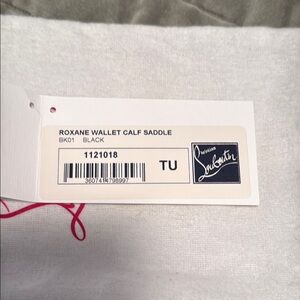 ROXANE WALLET CALF SADDLE
BK01 BLACK
1121018
TU
Christian
Louboutin